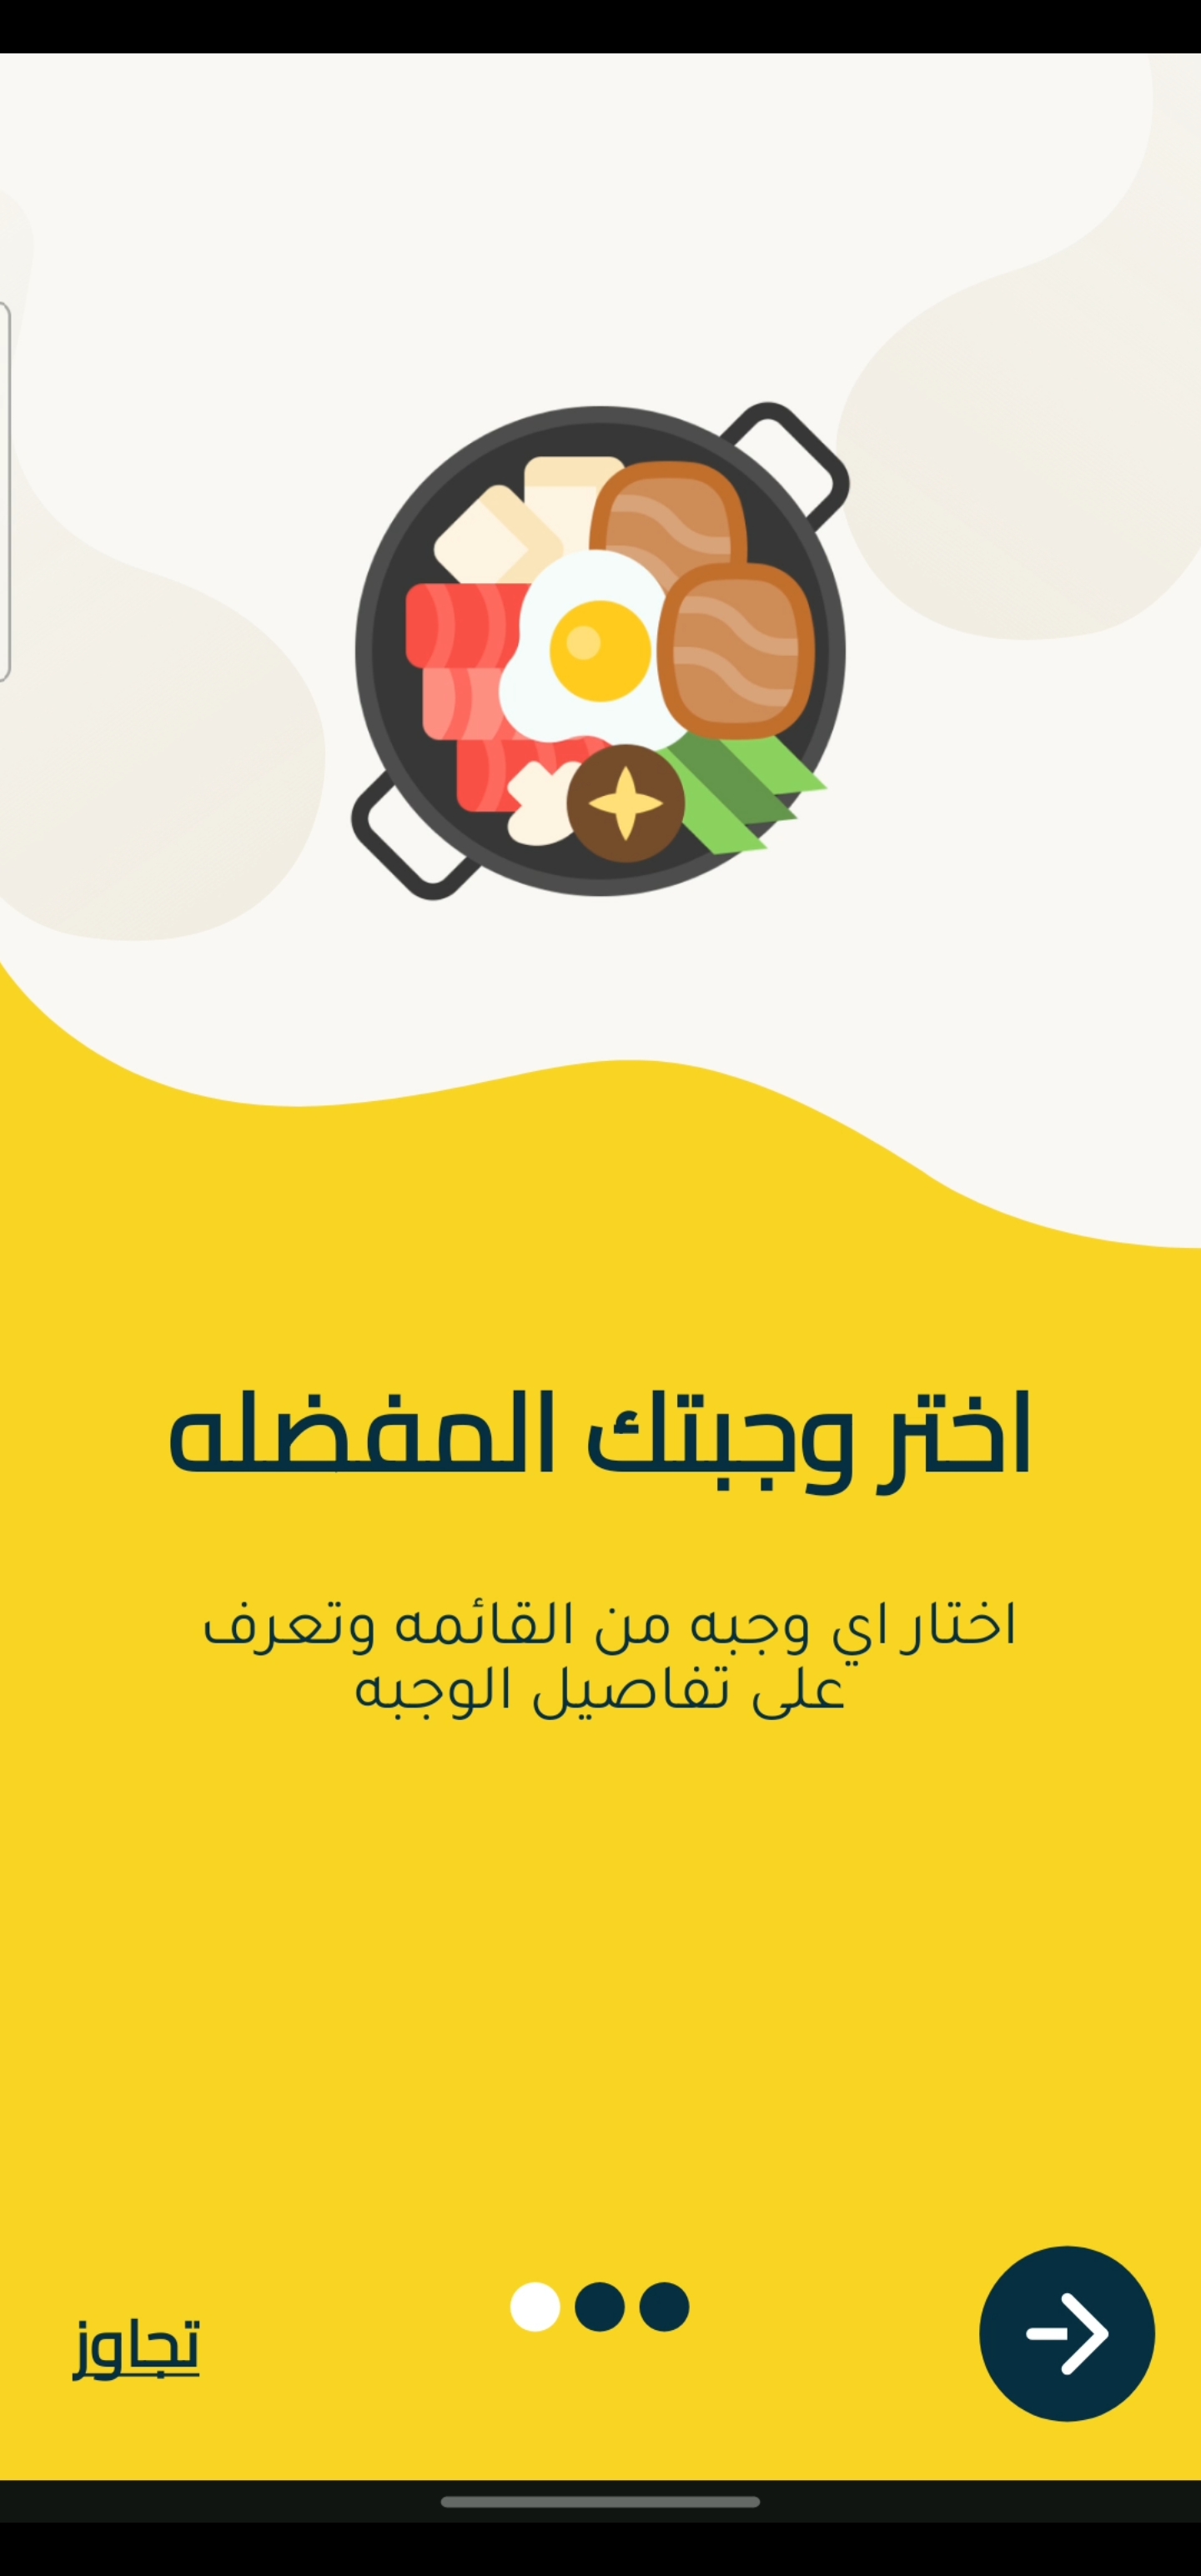 اختر وجبتك المفضله
اختار اي وجبه من القائمه وتعرف
على تفاصيل الوجبه
تجاوز